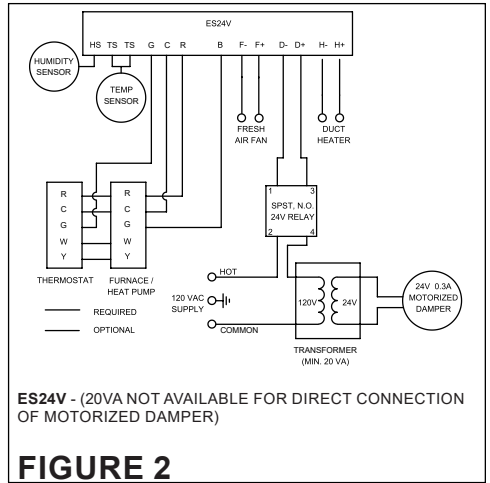 ES24V
HS TS TS G C R B F- F+ D- D+ H- H+
HUMIDITY
SENSOR
TEMP
SENSOR
FRESH
AIR FAN
DUCT
HEATER
1 3
SPST, N.O.
24V RELAY
2 4
R
C
G
W
Y
R
C
G
W
Y
THERMOSTAT
FURNACE /
HEAT PUMP
REQUIRED
OPTIONAL
HOT
120 VAC
SUPPLY
COMMON
120V
24V
TRANSFORMER
(MIN. 20 VA)
24V 0.3A
MOTORIZED
DAMPER
ES24V - (20VA NOT AVAILABLE FOR DIRECT CONNECTION
OF MOTORIZED DAMPER)
FIGURE 2